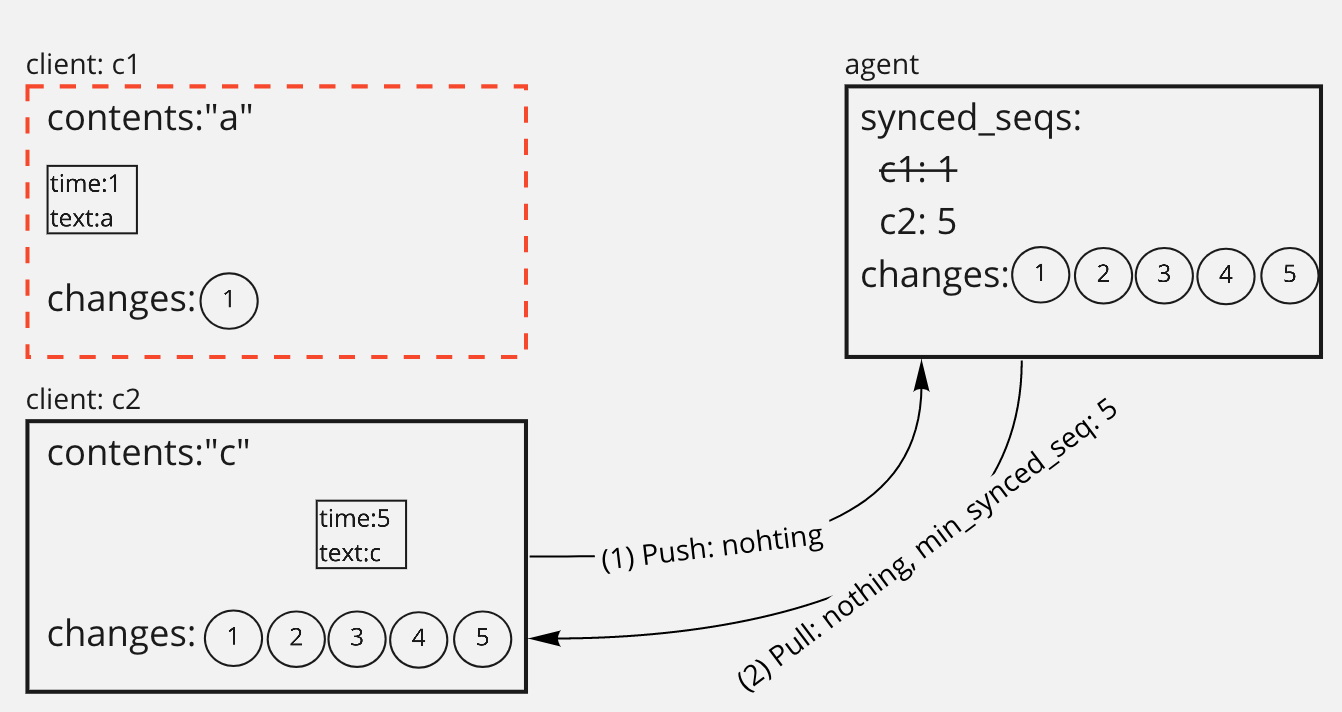 client: c1
contents:"a"
time:1
text:a
changes: 1
agent
synced_seqs:
c1: 1
c2: 5
changes: 1 2 3 4 5
client: c2
contents:"c"
time:5
text:c
changes: 1 2 3 4 5
(1) Push: nohting
(2) Pull: nothing, min_synced_seq: 5